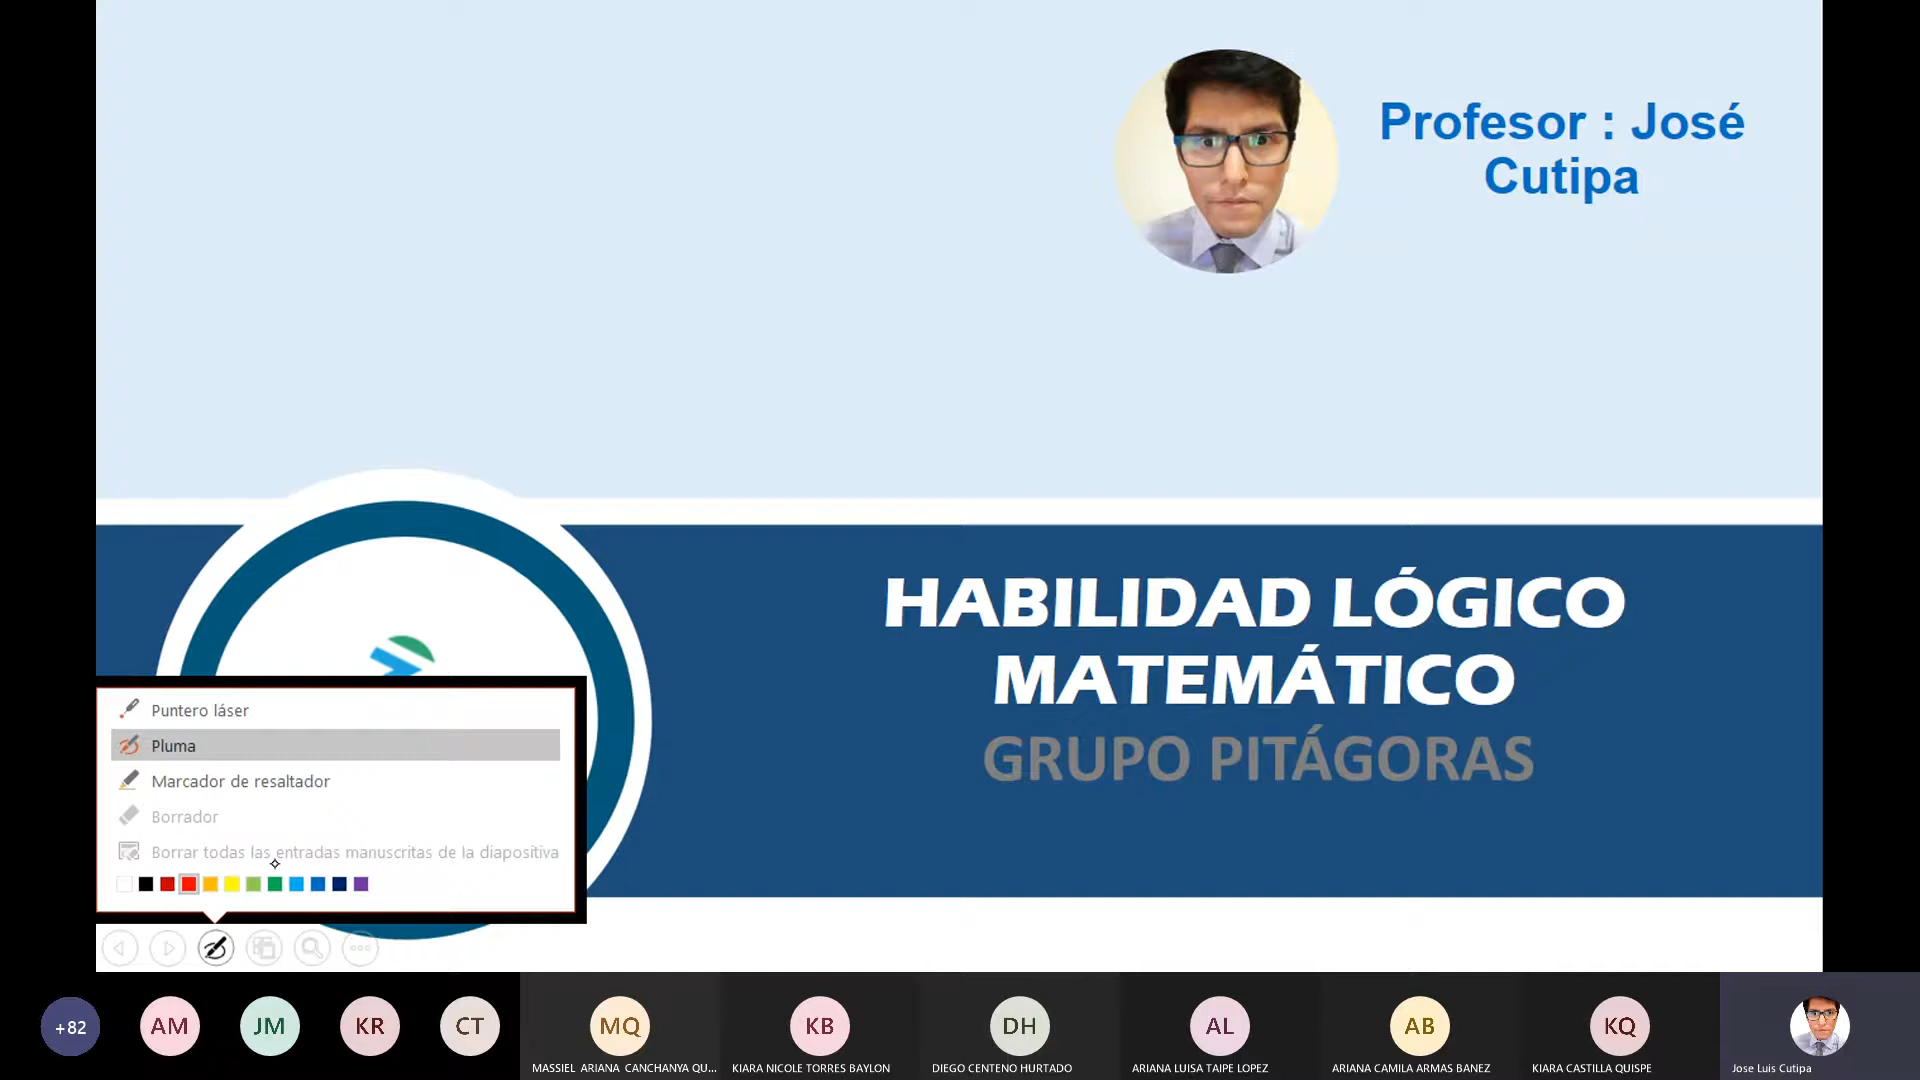 Profesor : José
Cutipa
HABILIDAD LÓGICO
MATEMÁTICO
GRUPO PITÁGORAS
Puntero láser
Pluma
Marcador de resaltador
Borrador
Borrar todas las entradas manuscritas de la diapositiva
+82
AM
JM
KR
CT
MQ
KB
DH
AL
AB
KQ
MASSIEL ARIANA CANCHANYA QU...
KIARA NICOLE TORRES BAYLON
DIEGO CENTENO HURTADO
ARIANA LUISA TAIPE LOPEZ
ARIANA CAMILA ARMAS BANEZ
KIARA CASTILLA QUISPE
Jose Luis Cutipa